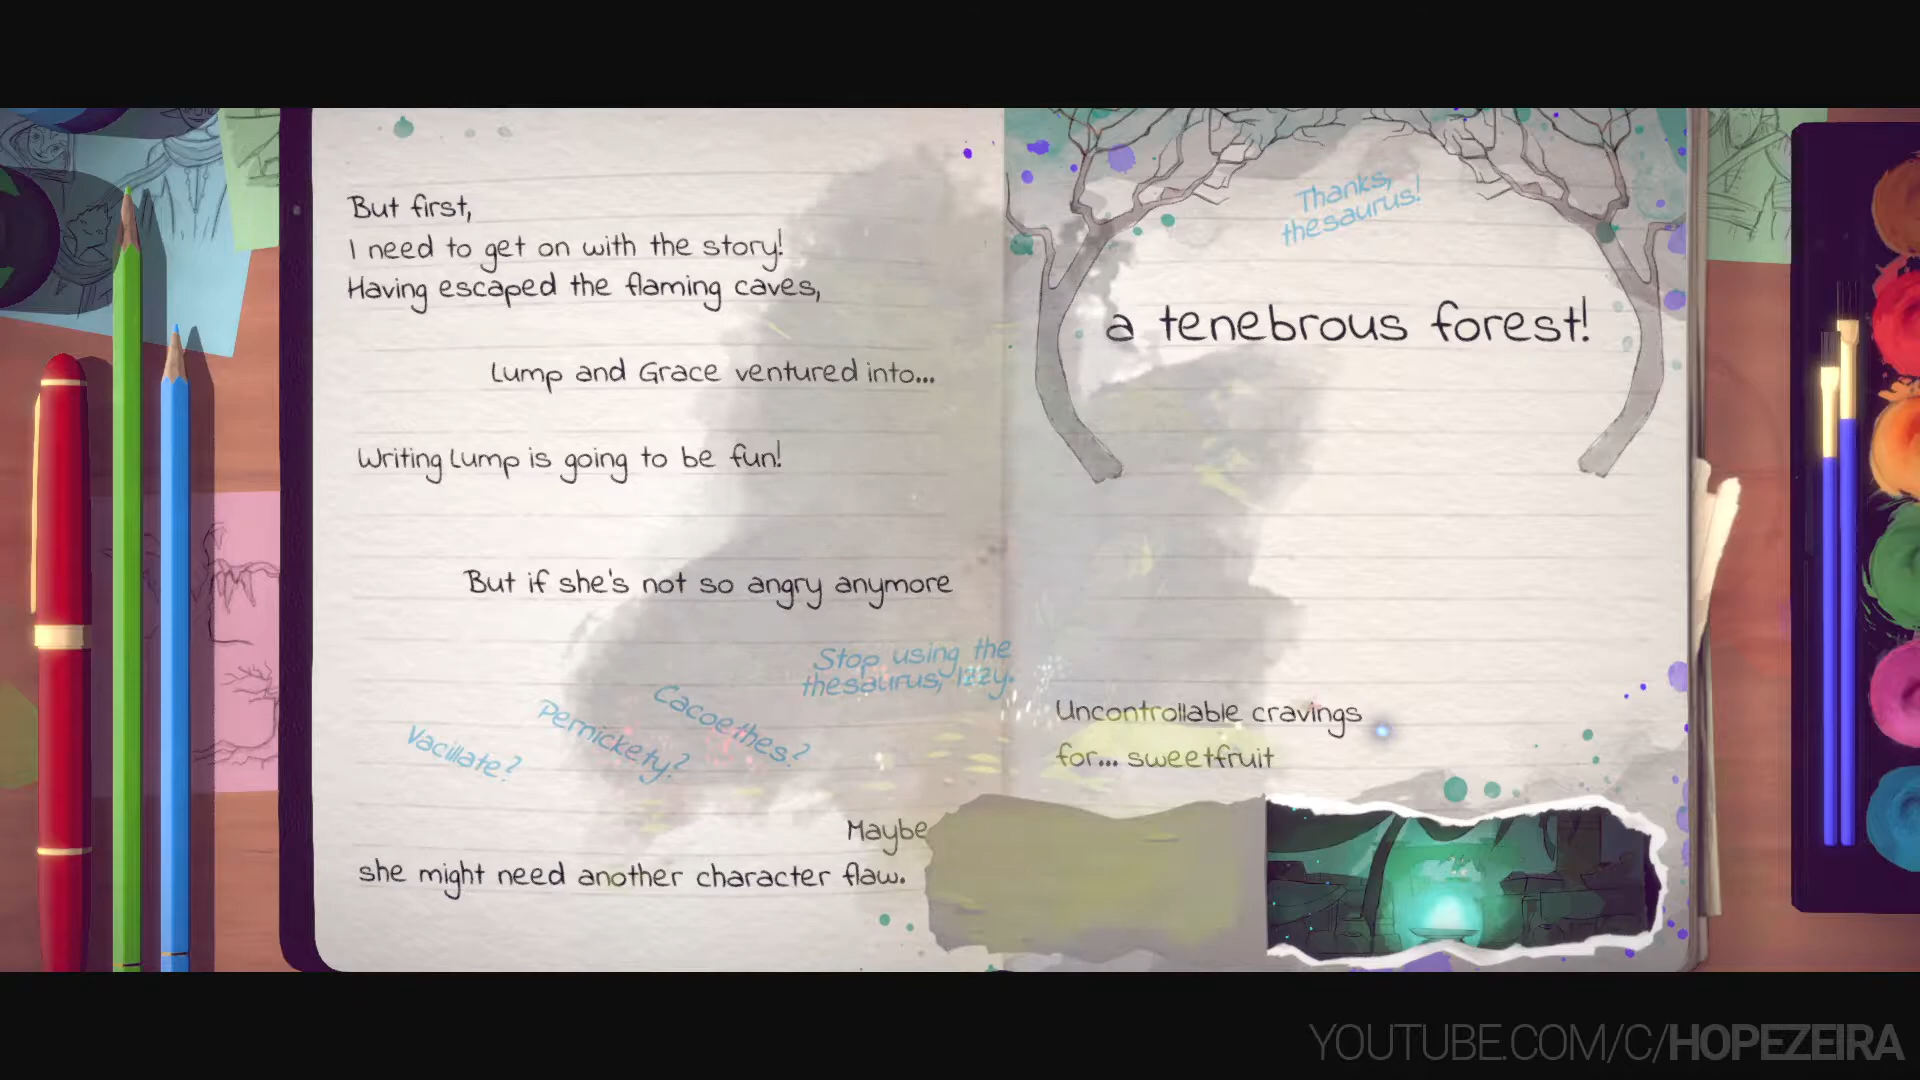 But first,
I need to get on with the story!
Having escaped the flaming caves,
Lump and Grace ventured into...
Writing Lump is going to be fun!
But if she's not so angry anymore
Stop using the
thesaurus, Izzy.
Cacoethes?
Pernickety?
Vacillate?
Maybe
she might need another character flaw.
Thanks,
thesaurus!
a tenebrous forest!
Uncontrollable cravings
for... sweetfruit
YOUTUBE.COM/C/HOPEZEIRA